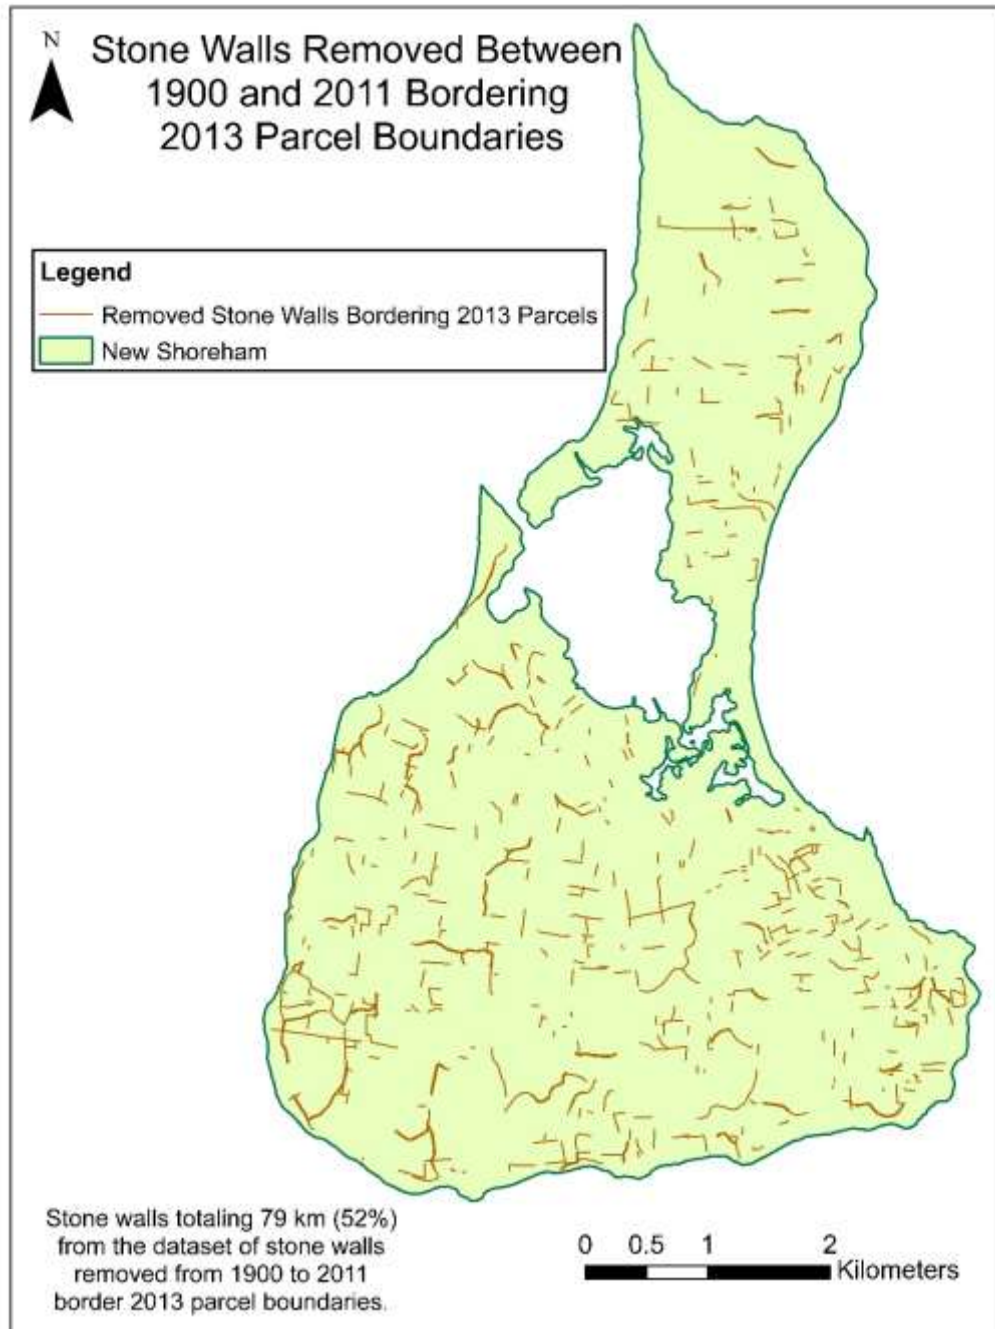 N
Stone Walls Removed Between
1900 and 2011 Bordering
2013 Parcel Boundaries
Legend
Removed Stone Walls Bordering 2013 Parcels
New Shoreham
Stone walls totaling 79 km (52%)
from the dataset of stone walls
removed from 1900 to 2011
border 2013 parcel boundaries.
0 0.5 1 2
Kilometers